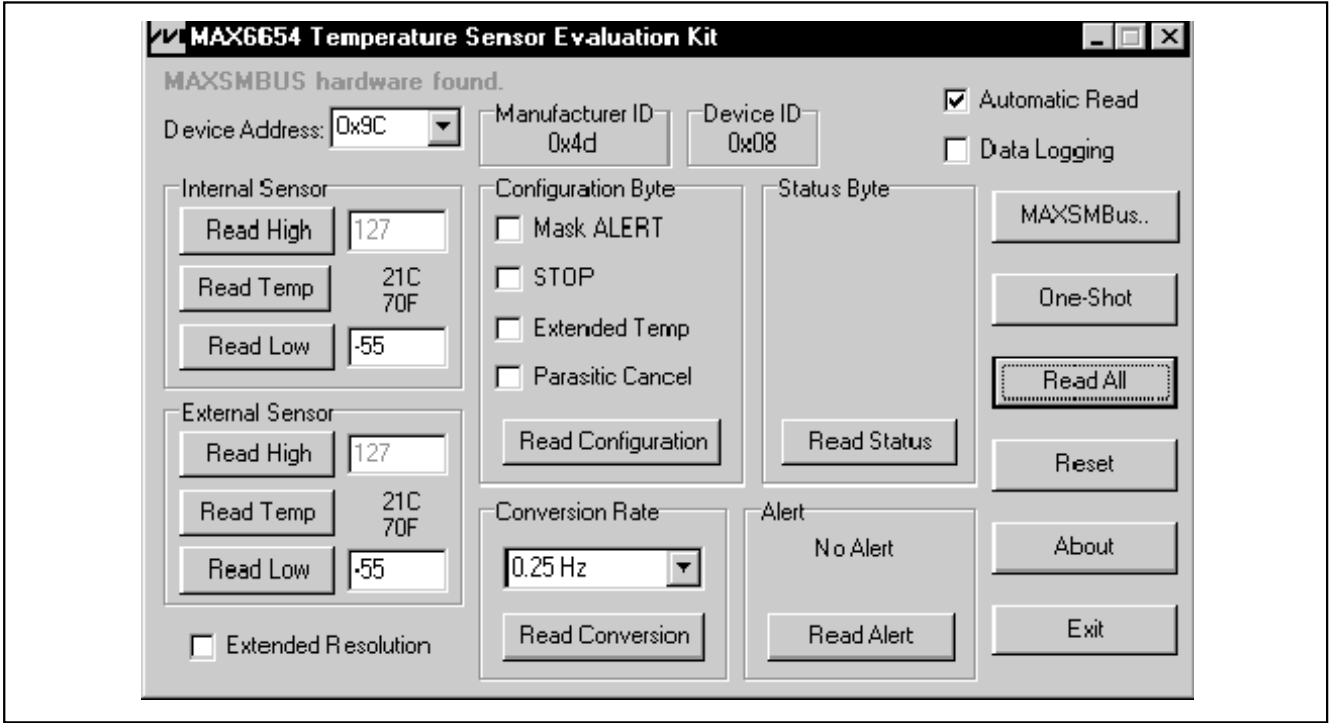 MAX6654 Temperature Sensor Evaluation Kit
MAXSMBUS hardware found.
Device Address: 0x9C
Manufacturer ID
0x4d
Device ID
0x08
Automatic Read
Data Logging
Internal Sensor
Read High 127
Read Temp 21C
70F
Read Low -55
External Sensor
Read High 127
Read Temp 21C
70F
Read Low -55
Extended Resolution
Configuration Byte
Mask ALERT
STOP
Extended Temp
Parasitic Cancel
Read Configuration
Conversion Rate
0.25 Hz
Read Conversion
Status Byte
Read Status
Alert
No Alert
Read Alert
MAXSMBus..
One-Shot
Read All
Reset
About
Exit